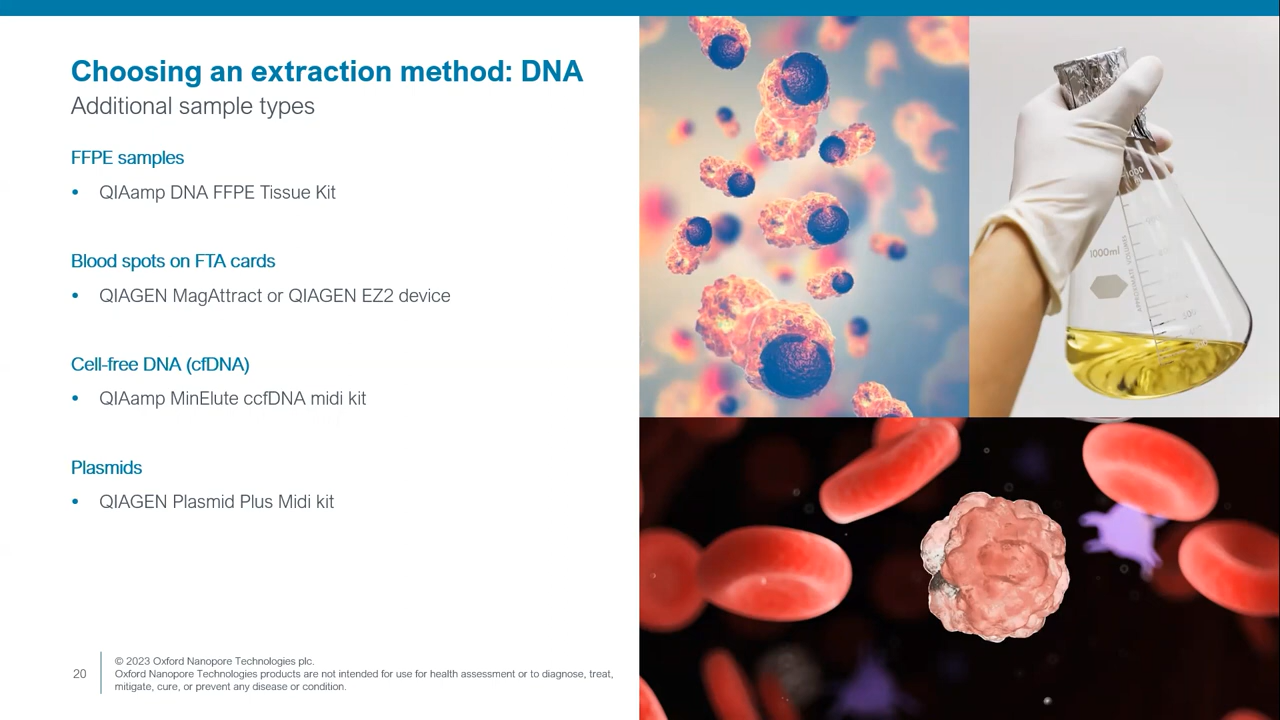 Choosing an extraction method: DNA
Additional sample types
FFPE samples
• QIAamp DNA FFPE Tissue Kit
Blood spots on FTA cards
• QIAGEN MagAttract or QIAGEN EZ2 device
Cell-free DNA (cfDNA)
• QIAamp MinElute ccfDNA midi kit
Plasmids
• QIAGEN Plasmid Plus Midi kit
20
© 2023 Oxford Nanopore Technologies plc.
Oxford Nanopore Technologies products are not intended for use for health assessment or to diagnose, treat,
mitigate, cure, or prevent any disease or condition.
1000ml